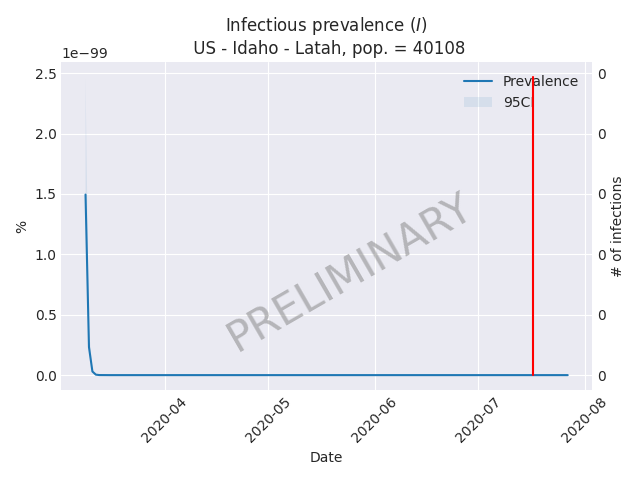 Infectious prevalence (I)
US - Idaho - Latah, pop. = 40108
1e−99
2.5
2.0
1.5
1.0
0.5
0.0
%
Prevalence
95CI
0
0
0
0
0
0
# of infections
PRELIMINARY
2020-04
2020-05
2020-06
2020-07
2020-08
Date